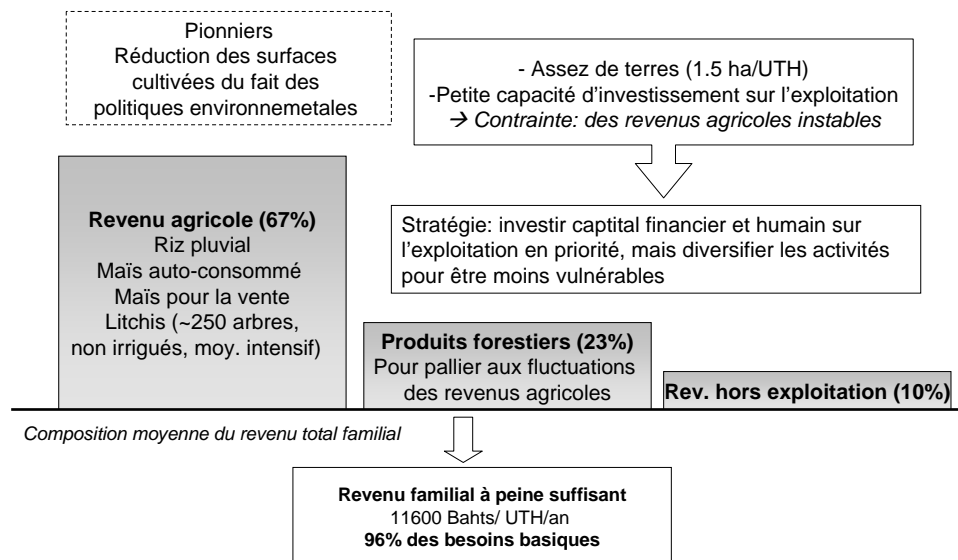 Pionniers
Réduction des surfaces
cultivées du fait des
politiques environnemetales
- Assez de terres (1.5 ha/UTH)
-Petite capacité d'investissement sur l'exploitation
→ Contrainte: des revenus agricoles instables
Revenu agricole (67%)
Riz pluvial
Maïs auto-consommé
Maïs pour la vente
Litchis (~250 arbres,
non irrigués, moy. intensif)
Stratégie: investir captital financier et humain sur
l'exploitation en priorité, mais diversifier les activités
pour être moins vulnérables
Produits forestiers (23%)
Pour pallier aux fluctuations
des revenus agricoles
Rev. hors exploitation (10%)
Composition moyenne du revenu total familial
Revenu familial à peine suffisant
11600 Bahts/ UTH/an
96% des besoins basiques